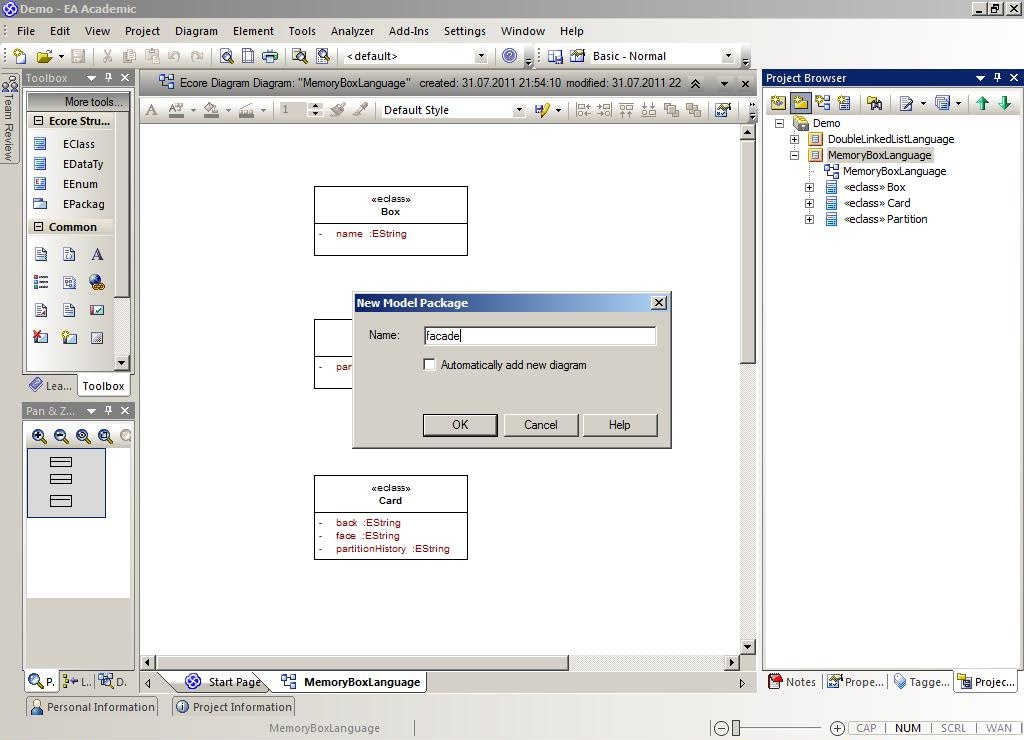 Demo - EA Academic
File Edit View Project Diagram Element Tools Analyzer Add-Ins Settings Window Help
<default> Basic - Normal
Team Review
Toolbox
More tools...
Ecore Stru...
EClass
EDataTy
EEnum
EPackag
Common
Lea... Toolbox
Pan & Z...
P. L.. D.
Ecore Diagram Diagram: "MemoryBoxLanguage" created: 31.07.2011 21:54:10 modified: 31.07.2011 22
1 Default Style
«eclass»
Box
- name :EString
- par
«eclass»
Card
- back :EString
- face :EString
- partitionHistory :EString
New Model Package
Name: facade
Automatically add new diagram
OK Cancel Help
Start Page MemoryBoxLanguage
Project Browser
Demo
DoubleLinkedListLanguage
MemoryBoxLanguage
MemoryBoxLanguage
«eclass» Box
«eclass» Card
«eclass» Partition
Notes Prope... Tagge... Projec...
Personal Information Project Information
MemoryBoxLanguage CAP NUM SCRL WAN